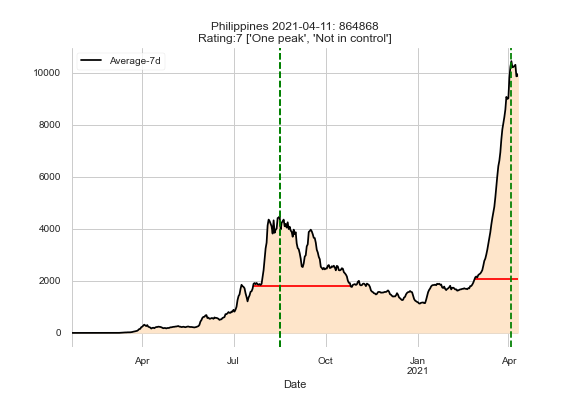 Philippines 2021-04-11: 864868
Rating:7 ['One peak', 'Not in control']
Average-7d
10000
8000
6000
4000
2000
0
Apr
Jul
Oct
Jan
2021
Apr
Date